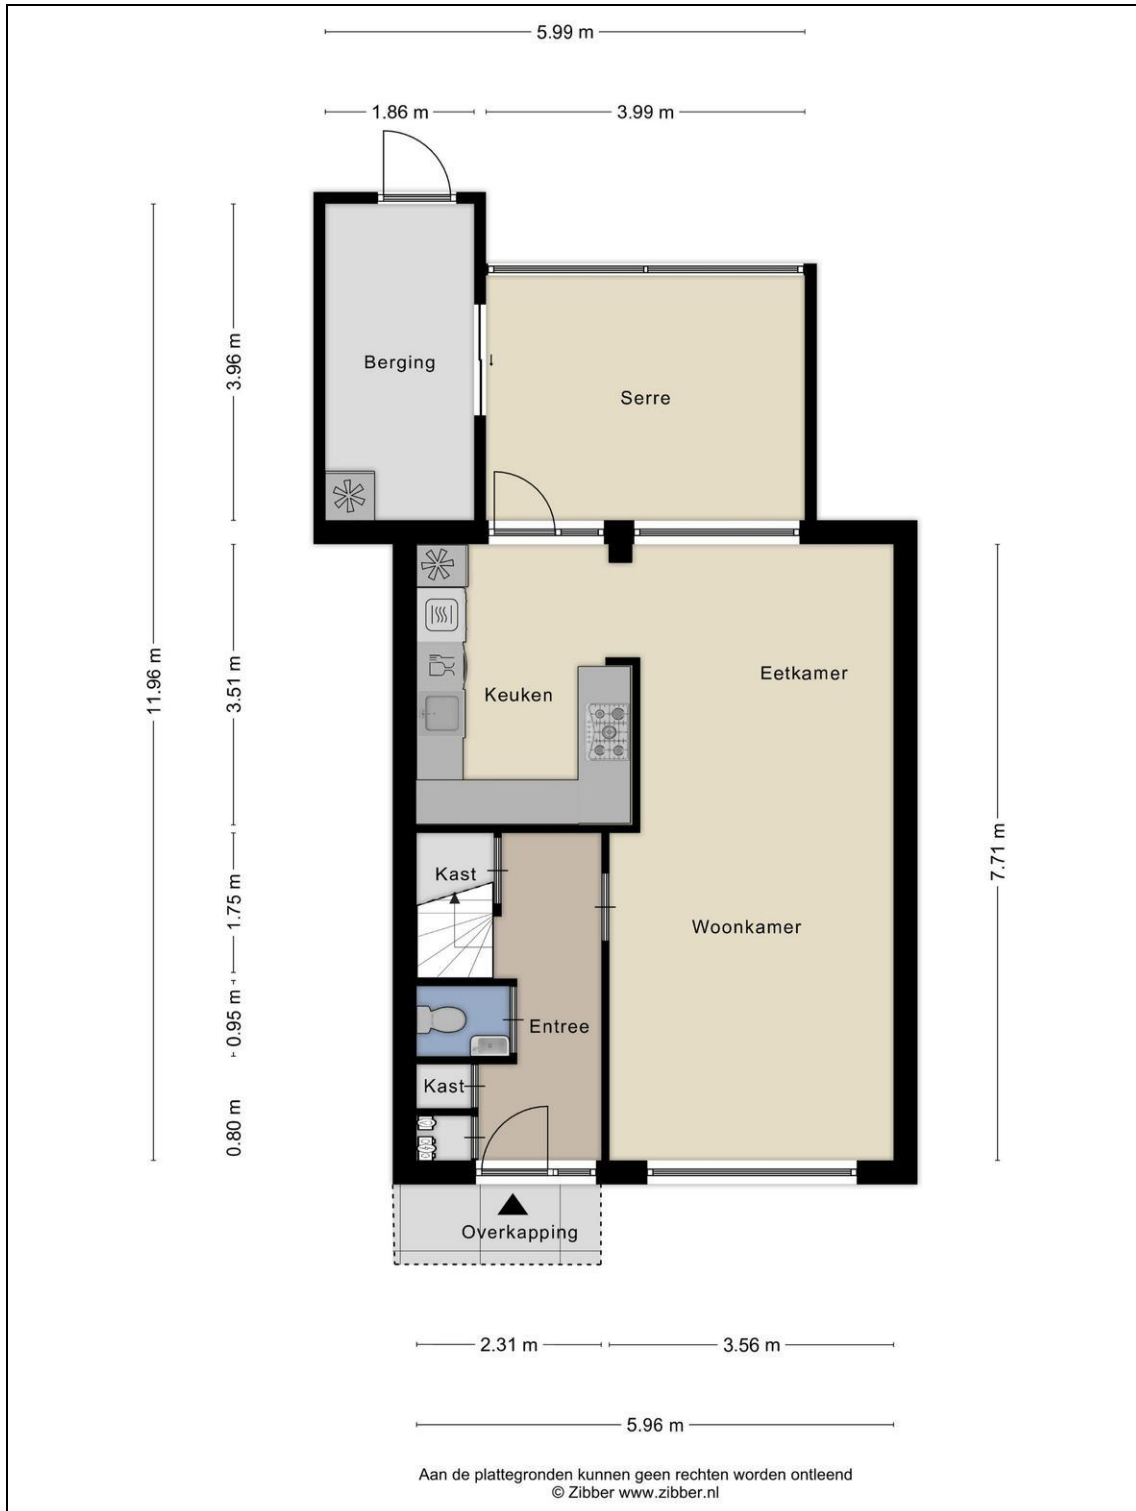 5.99 m
1.86 m
3.99 m
3.96 m
Berging
Serre
11.96 m
3.51 m
Keuken
Eetkamer
7.71 m
Kast
1.75 m
Woonkamer
0.95 m
Entree
Kast
0.80 m
Overkapping
2.31 m
3.56 m
5.96 m
Aan de plattegronden kunnen geen rechten worden ontleend
© Zibber www.zibber.nl